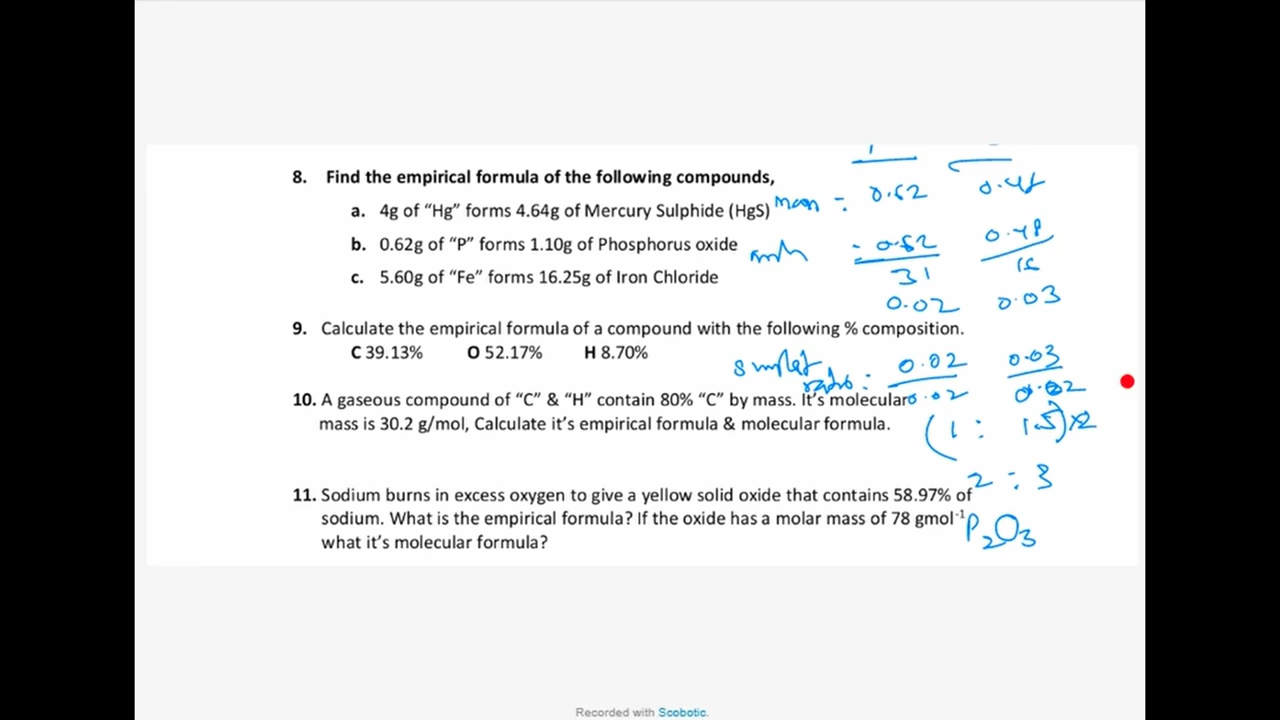 8. Find the empirical formula of the following compounds,
a. 4g of “Hg” forms 4.64g of Mercury Sulphide (HgS)
b. 0.62g of “P” forms 1.10g of Phosphorus oxide
c. 5.60g of “Fe” forms 16.25g of Iron Chloride
9. Calculate the empirical formula of a compound with the following % composition.
C 39.13% O 52.17% H 8.70%
10. A gaseous compound of “C” & “H” contain 80% “C” by mass. It’s molecular
mass is 30.2 g/mol, Calculate it’s empirical formula & molecular formula.
11. Sodium burns in excess oxygen to give a yellow solid oxide that contains 58.97% of
sodium. What is the empirical formula? If the oxide has a molar mass of 78 gmol⁻¹
what it’s molecular formula?
= 0.62 0.48
= 0.62 0.48
31 16
0.02 0.03
ratio = 0.02 0.03
0.02 0.02
(1 : 1.5)×2
2 : 3
P₂O₃
Recorded with Scobotic.